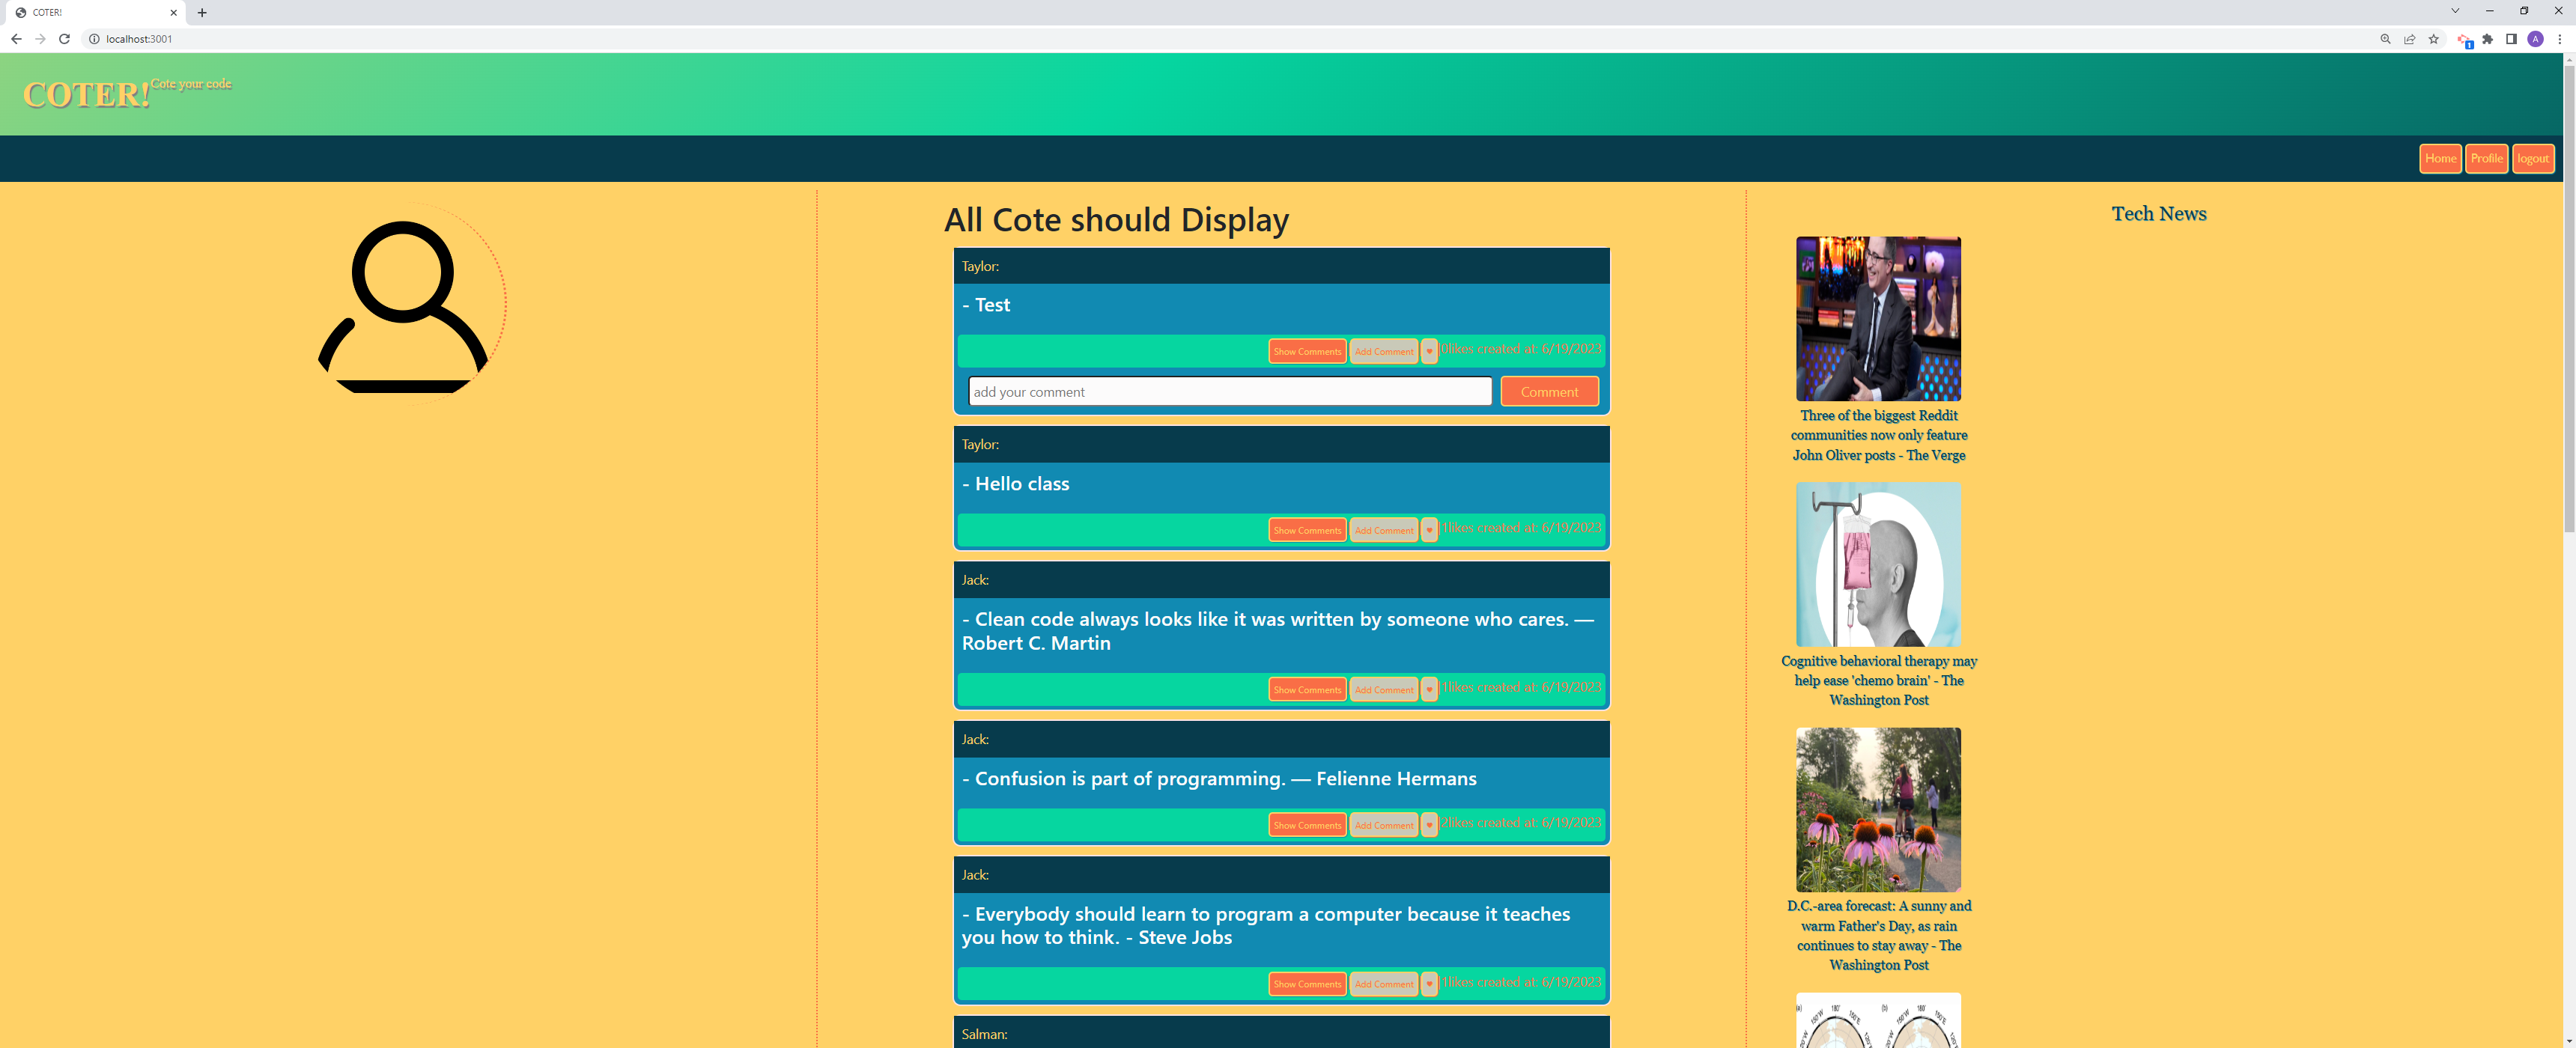 COTER!
localhost:3001
A
1
COTER! Cote your code
Home Profile logout
All Cote should Display
Taylor:
- Test
Show Comments Add Comment ♥ 0likes created at: 6/19/2023
add your comment Comment
Taylor:
- Hello class
Show Comments Add Comment ♥ 1likes created at: 6/19/2023
Jack:
- Clean code always looks like it was written by someone who cares. —
Robert C. Martin
Show Comments Add Comment ♥ 1likes created at: 6/19/2023
Jack:
- Confusion is part of programming. — Felienne Hermans
Show Comments Add Comment ♥ 2likes created at: 6/19/2023
Jack:
- Everybody should learn to program a computer because it teaches
you how to think. - Steve Jobs
Show Comments Add Comment ♥ 1likes created at: 6/19/2023
Salman:
Tech News
Three of the biggest Reddit
communities now only feature
John Oliver posts - The Verge
Cognitive behavioral therapy may
help ease 'chemo brain' - The
Washington Post
D.C.-area forecast: A sunny and
warm Father's Day, as rain
continues to stay away - The
Washington Post
180°
(b) 180°